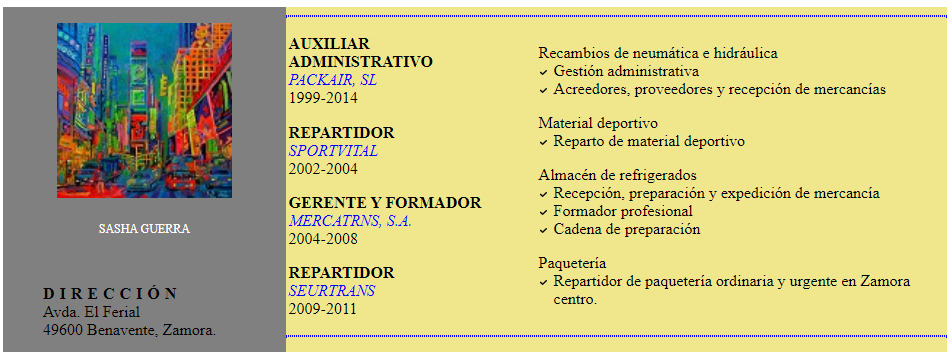 SASHA GUERRA
D I R E C C I Ó N
Avda. El Ferial
49600 Benavente, Zamora.
AUXILIAR
ADMINISTRATIVO
PACKAIR, SL
1999-2014
REPARTIDOR
SPORTVITAL
2002-2004
GERENTE Y FORMADOR
MERCATRNS, S.A.
2004-2008
REPARTIDOR
SEURTRANS
2009-2011
Recambios de neumática e hidráulica
✓ Gestión administrativa
✓ Acreedores, proveedores y recepción de mercancías
Material deportivo
✓ Reparto de material deportivo
Almacén de refrigerados
✓ Recepción, preparación y expedición de mercancía
✓ Formador profesional
✓ Cadena de preparación
Paquetería
✓ Repartidor de paquetería ordinaria y urgente en Zamora
centro.